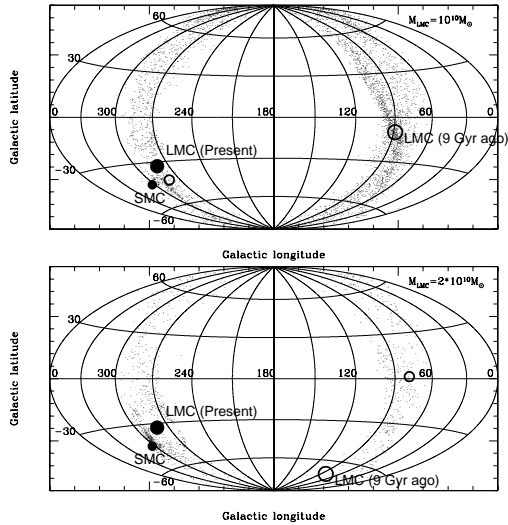 60
M_LMC=10^10M_⊙
30
0 300 240 180 120 60 0
LMC (9 Gyr ago)
LMC (Present)
-30
SMC
-60
Galactic latitude
Galactic longitude
60
M_LMC=2*10^10M_⊙
30
0 300 240 180 120 60 0
LMC (Present)
-30
SMC
LMC (9 Gyr ago)
-60
Galactic latitude
Galactic longitude